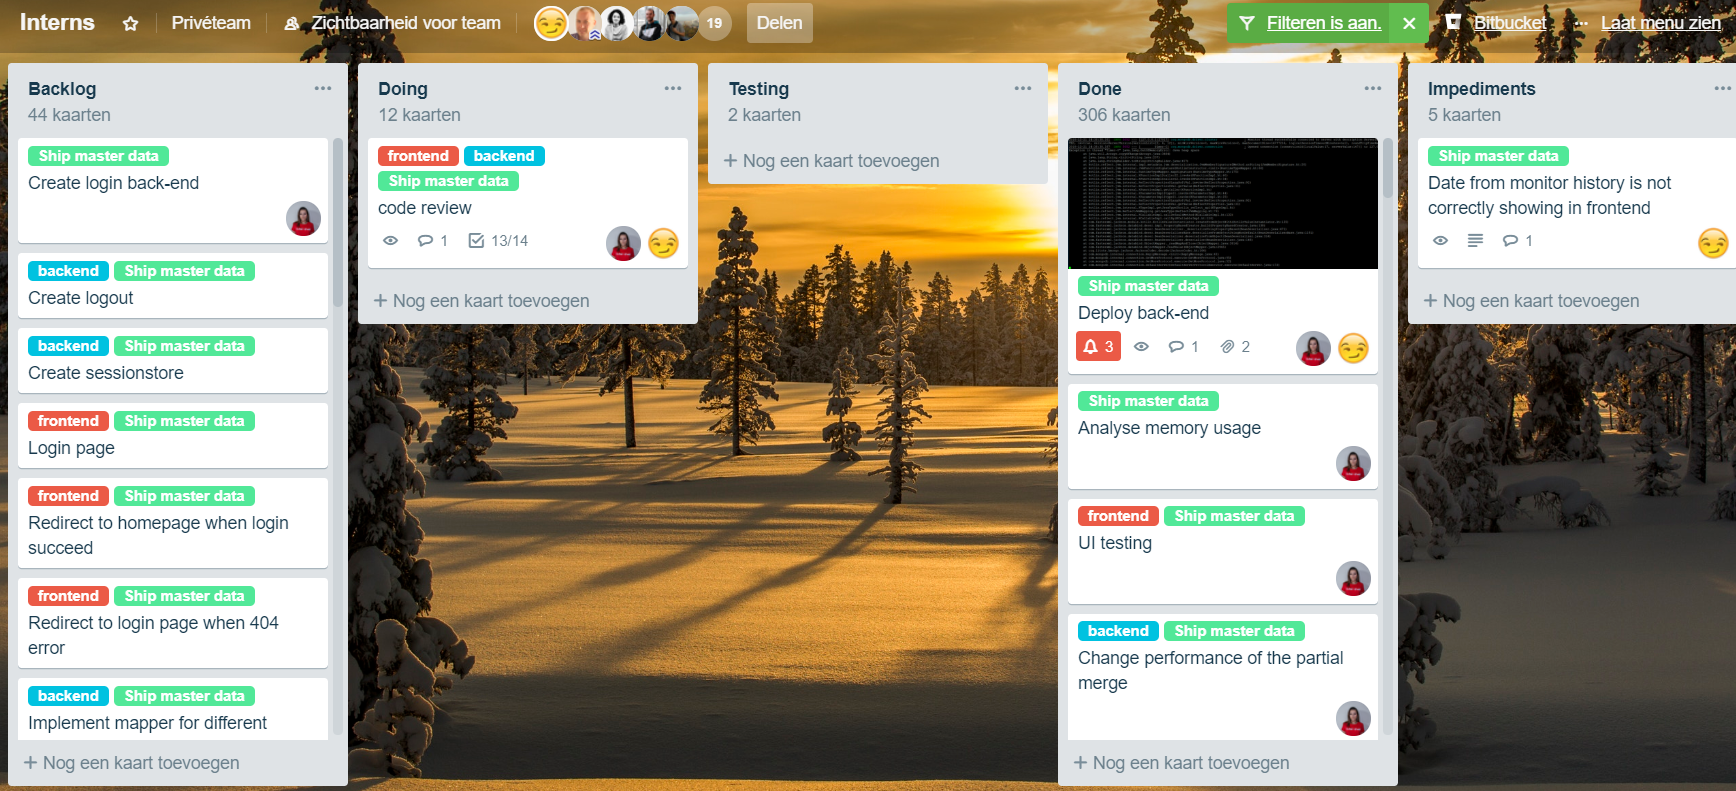 Interns
Privéteam
Zichtbaarheid voor team
19
Delen
Filteren is aan.
Bitbucket
Laat menu zien
Backlog
44 kaarten
Ship master data
Create login back-end
backend Ship master data
Create logout
backend Ship master data
Create sessionstore
frontend Ship master data
Login page
frontend Ship master data
Redirect to homepage when login
succeed
frontend Ship master data
Redirect to login page when 404
error
backend Ship master data
Implement mapper for different
Nog een kaart toevoegen
Doing
12 kaarten
frontend backend
Ship master data
code review
1 13/14
Nog een kaart toevoegen
Testing
2 kaarten
Nog een kaart toevoegen
Done
306 kaarten
Ship master data
Deploy back-end
3 1 2
Ship master data
Analyse memory usage
frontend Ship master data
UI testing
backend Ship master data
Change performance of the partial
merge
Nog een kaart toevoegen
Impediments
5 kaarten
Ship master data
Date from monitor history is not
correctly showing in frontend
1
Nog een kaart toevoegen